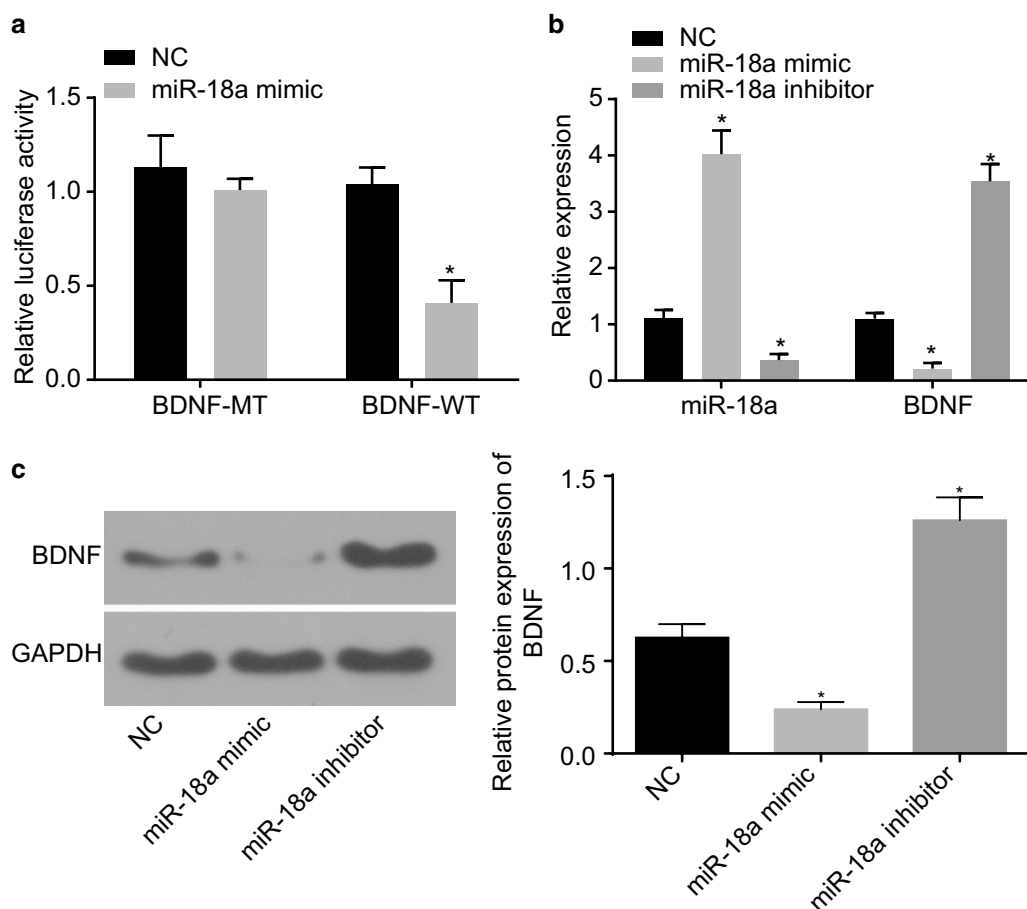 a
NC
miR-18a mimic
Relative luciferase activity
1.5
1.0
0.5
0.0
*
BDNF-MT
BDNF-WT
b
NC
miR-18a mimic
miR-18a inhibitor
Relative expression
5
4
3
2
1
0
*
*
*
*
miR-18a
BDNF
c
BDNF
GAPDH
NC
miR-18a mimic
miR-18a inhibitor
Relative protein expression of
BDNF
1.5
1.0
0.5
0.0
*
*
NC
miR-18a mimic
miR-18a inhibitor